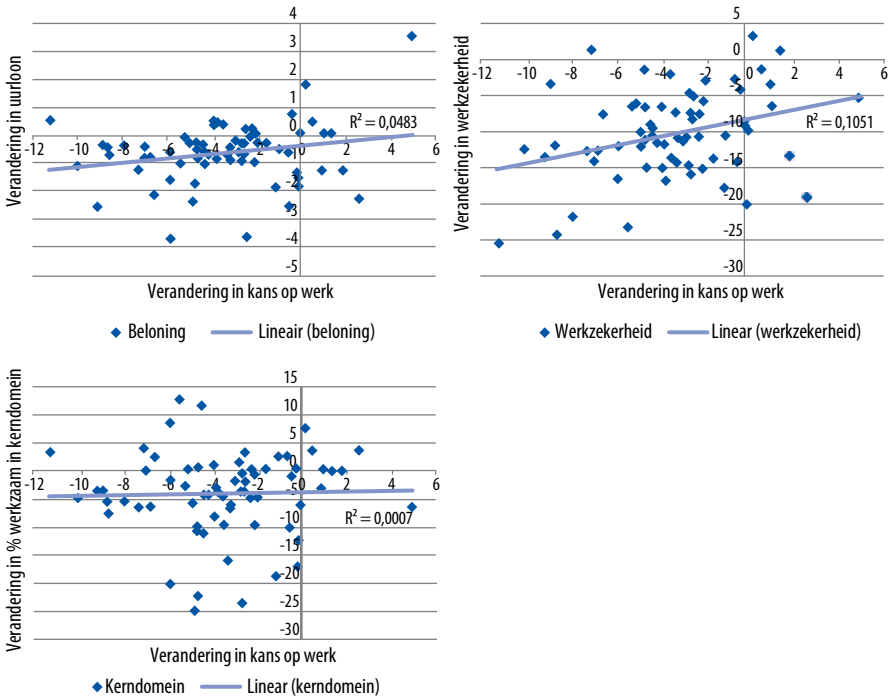 Verandering in uurloon
4
3
2
1
0
-1
-2
-3
-4
-5
-12 -10 -8 -6 -4 -2 0 2 4 6
R² = 0,0483
Verandering in kans op werk
Beloning Lineair (beloning)
Verandering in werkzekerheid
5
0
-5
-10
-15
-20
-25
-30
-12 -10 -8 -6 -4 -2 0 2 4 6
R² = 0,1051
Verandering in kans op werk
Werkzekerheid Linear (werkzekerheid)
Verandering in % werkzaam in kerndomein
15
10
5
0
-5
-10
-15
-20
-25
-30
-12 -10 -8 -6 -4 -2 0 2 4 6
R² = 0,0007
Verandering in kans op werk
Kerndomein Linear (kerndomein)